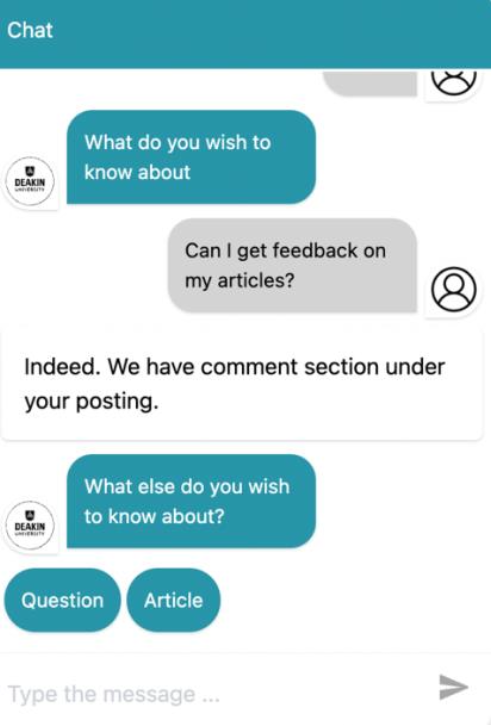 Chat
What do you wish to
know about
DEAKIN
UNIVERSITY
Can I get feedback on
my articles?
Indeed. We have comment section under
your posting.
What else do you wish
to know about?
DEAKIN
UNIVERSITY
Question Article
Type the message ...